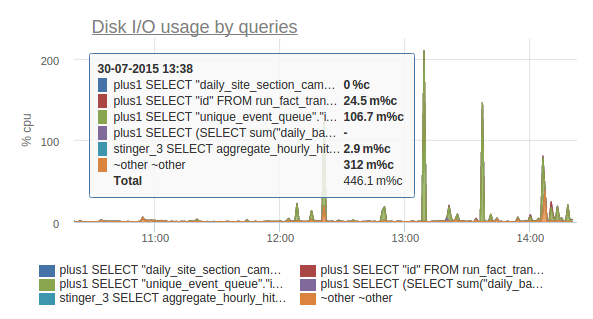 Disk I/O usage by queries
200
100
0
% cpu
30-07-2015 13:38
plus1 SELECT "daily_site_section_cam… 0 %c
plus1 SELECT "id" FROM run_fact_tran… 24.5 m%c
plus1 SELECT "unique_event_queue"."i… 106.7 m%c
plus1 SELECT (SELECT sum("daily_ba… -
stinger_3 SELECT aggregate_hourly_hit… 2.9 m%c
~other ~other 312 m%c
Total 446.1 m%c
11:00 12:00 13:00 14:00
plus1 SELECT "daily_site_section_cam… plus1 SELECT "id" FROM run_fact_tran…
plus1 SELECT "unique_event_queue"."i… plus1 SELECT (SELECT sum("daily_ba…
stinger_3 SELECT aggregate_hourly_hit… ~other ~other